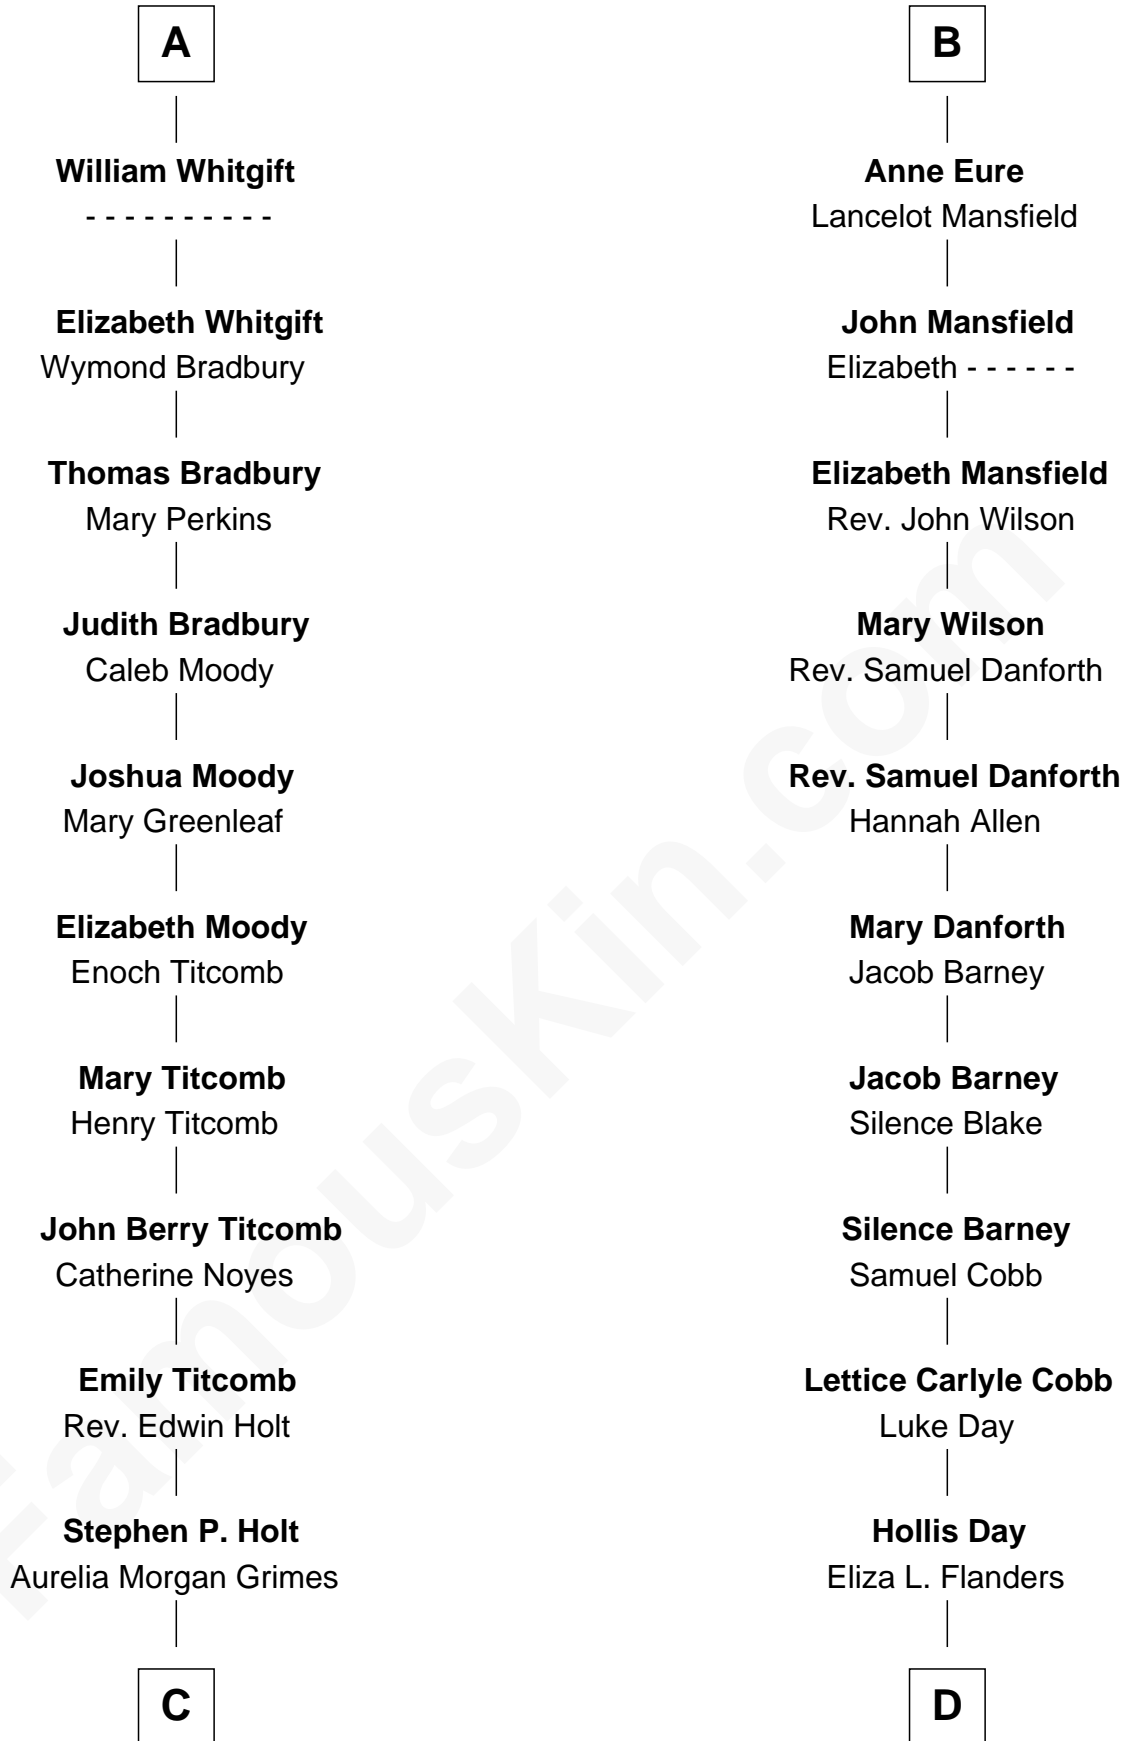 A
William Whitgift
- - - - - - - - - -
Elizabeth Whitgift
Wymond Bradbury
Thomas Bradbury
Mary Perkins
Judith Bradbury
Caleb Moody
Joshua Moody
Mary Greenleaf
Elizabeth Moody
Enoch Titcomb
Mary Titcomb
Henry Titcomb
John Berry Titcomb
Catherine Noyes
Emily Titcomb
Rev. Edwin Holt
Stephen P. Holt
Aurelia Morgan Grimes
C
B
Anne Eure
Lancelot Mansfield
John Mansfield
Elizabeth - - - - - -
Elizabeth Mansfield
Rev. John Wilson
Mary Wilson
Rev. Samuel Danforth
Rev. Samuel Danforth
Hannah Allen
Mary Danforth
Jacob Barney
Jacob Barney
Silence Blake
Silence Barney
Samuel Cobb
Lettice Carlyle Cobb
Luke Day
Hollis Day
Eliza L. Flanders
D
FamousKin.com